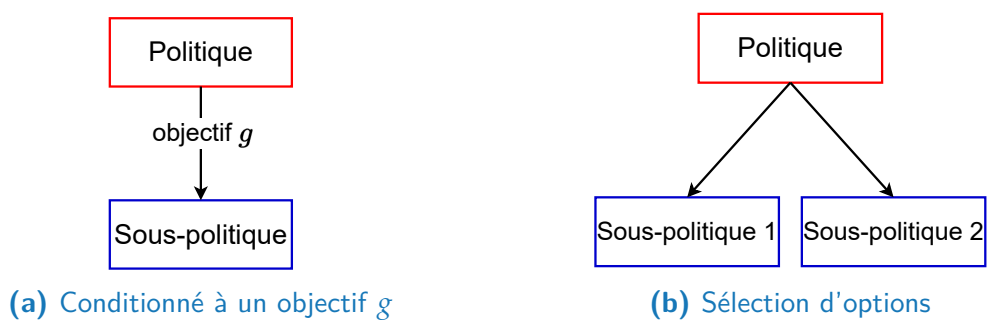 Politique
objectif g
Sous-politique
(a) Conditionné à un objectif g
Politique
Sous-politique 1
Sous-politique 2
(b) Sélection d'options